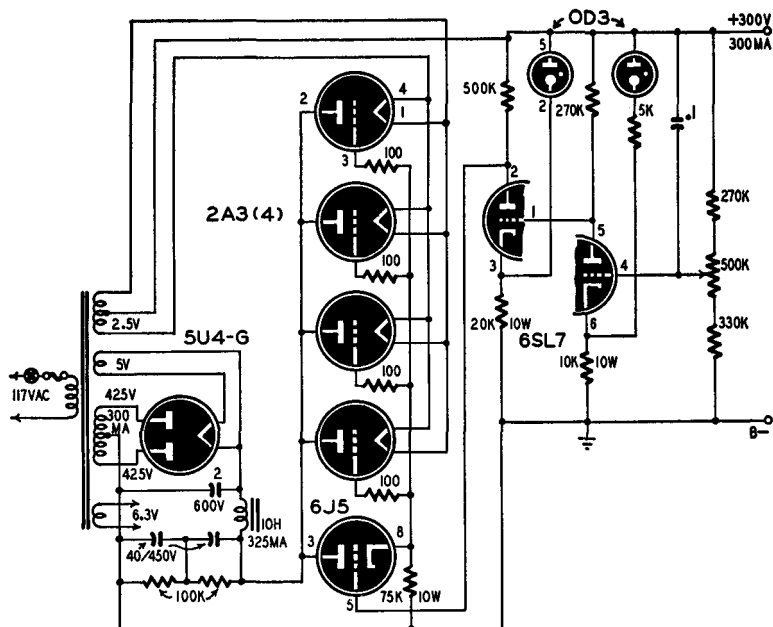 OD3
+300V
300MA
5
2
500K
270K
5K
.1
2
4
1
3
100
2A3(4)
100
100
100
2
1
3
5
4
6
270K
500K
330K
20K
10W
6SL7
10K
10W
B–
2.5V
5U4-G
5V
117VAC
425V
300
MA
425V
2
600V
6.3V
10H
325MA
40/450V
100K
6J5
3
8
5
75K
10W